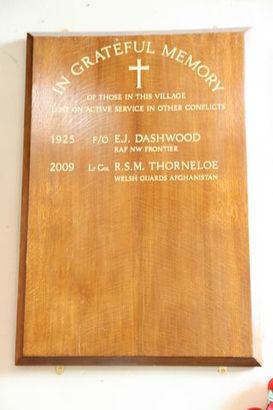 IN GRATEFUL MEMORY
OF THOSE IN THIS VILLAGE
LOST ON ACTIVE SERVICE IN OTHER CONFLICTS
1925 F/O E.J. DASHWOOD
RAF NW FRONTIER
2009 Lt Col R.S.M. THORNELOE
WELSH GUARDS AFGHANISTAN